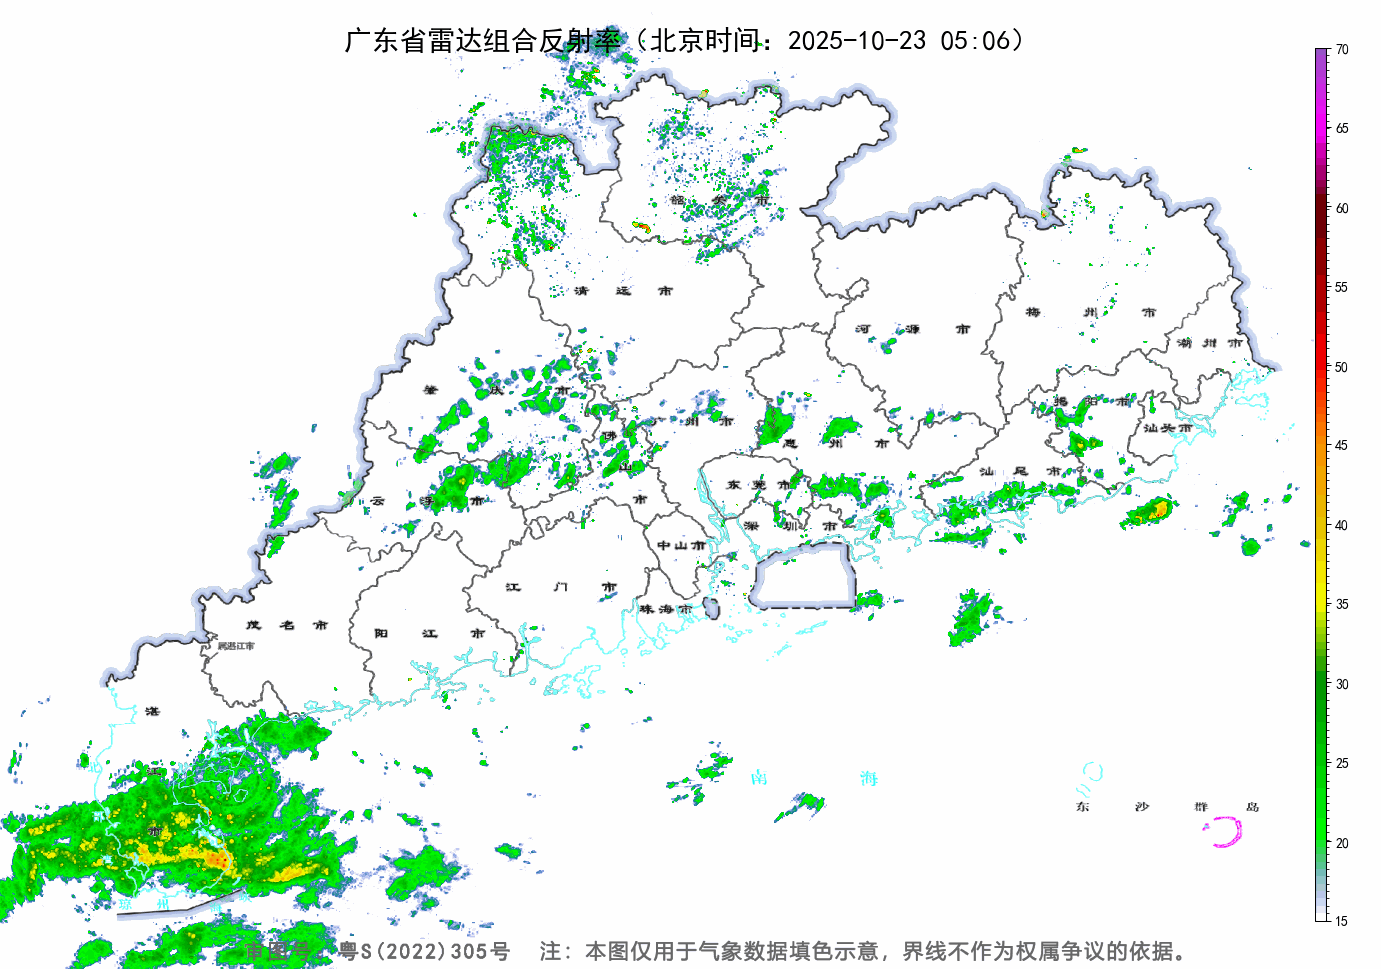 广东省雷达组合反射率（北京时间：2025-10-23 05:06）
70
65
60
55
50
45
40
35
30
25
20
15
韶关市
清远市
河源市
梅州市
潮州市
肇庆市
广州市
惠州市
揭阳市
汕头市
佛山市
云浮市
东莞市
汕尾市
深圳市
中山市
江门市
珠海市
茂名市
阳江市
属湛江市
湛江市
南海
东沙群岛
琼州
审图号：粤S(2022)305号 注：本图仅用于气象数据填色示意，界线不作为权属争议的依据。